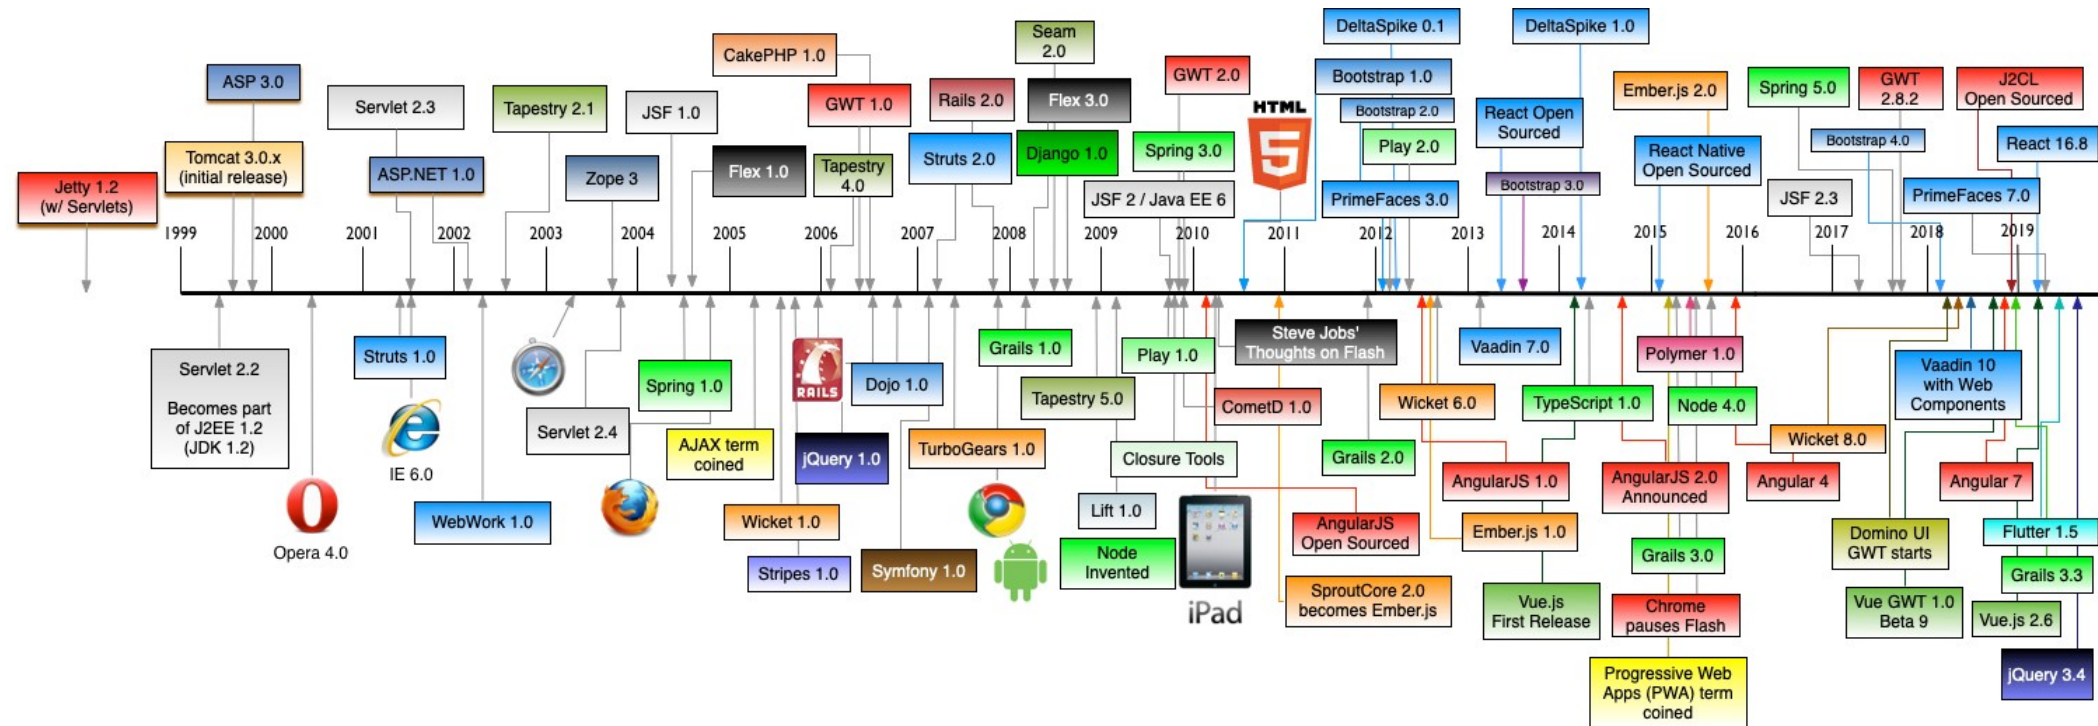 DeltaSpike 0.1
DeltaSpike 1.0
Seam
2.0
CakePHP 1.0
ASP 3.0
GWT 2.0
Bootstrap 1.0
Ember.js 2.0
Spring 5.0
GWT
2.8.2
J2CL
Open Sourced
Servlet 2.3
Tapestry 2.1
JSF 1.0
GWT 1.0
Rails 2.0
Flex 3.0
HTML
5
Bootstrap 2.0
React Open
Sourced
Tomcat 3.0.x
(initial release)
Struts 2.0
Django 1.0
Spring 3.0
Play 2.0
React Native
Open Sourced
Bootstrap 4.0
React 16.8
Jetty 1.2
(w/ Servlets)
ASP.NET 1.0
Zope 3
Flex 1.0
Tapestry
4.0
JSF 2 / Java EE 6
PrimeFaces 3.0
Bootstrap 3.0
JSF 2.3
PrimeFaces 7.0
1999
2000
2001
2002
2003
2004
2005
2006
2007
2008
2009
2010
2011
2012
2013
2014
2015
2016
2017
2018
2019
Servlet 2.2
Becomes part
of J2EE 1.2
(JDK 1.2)
Struts 1.0
IE 6.0
Opera 4.0
WebWork 1.0
Servlet 2.4
Spring 1.0
AJAX term
coined
RAILS
jQuery 1.0
Wicket 1.0
Stripes 1.0
Dojo 1.0
Symfony 1.0
TurboGears 1.0
Grails 1.0
Tapestry 5.0
Play 1.0
Closure Tools
Lift 1.0
Node
Invented
iPad
Steve Jobs'
Thoughts on Flash
CometD 1.0
AngularJS
Open Sourced
SproutCore 2.0
becomes Ember.js
Grails 2.0
Vaadin 7.0
Wicket 6.0
AngularJS 1.0
Ember.js 1.0
TypeScript 1.0
Vue.js
First Release
Polymer 1.0
Node 4.0
AngularJS 2.0
Announced
Grails 3.0
Chrome
pauses Flash
Progressive Web
Apps (PWA) term
coined
Wicket 8.0
Angular 4
Vaadin 10
with Web
Components
Angular 7
Domino UI
GWT starts
Vue GWT 1.0
Beta 9
Flutter 1.5
Grails 3.3
Vue.js 2.6
jQuery 3.4